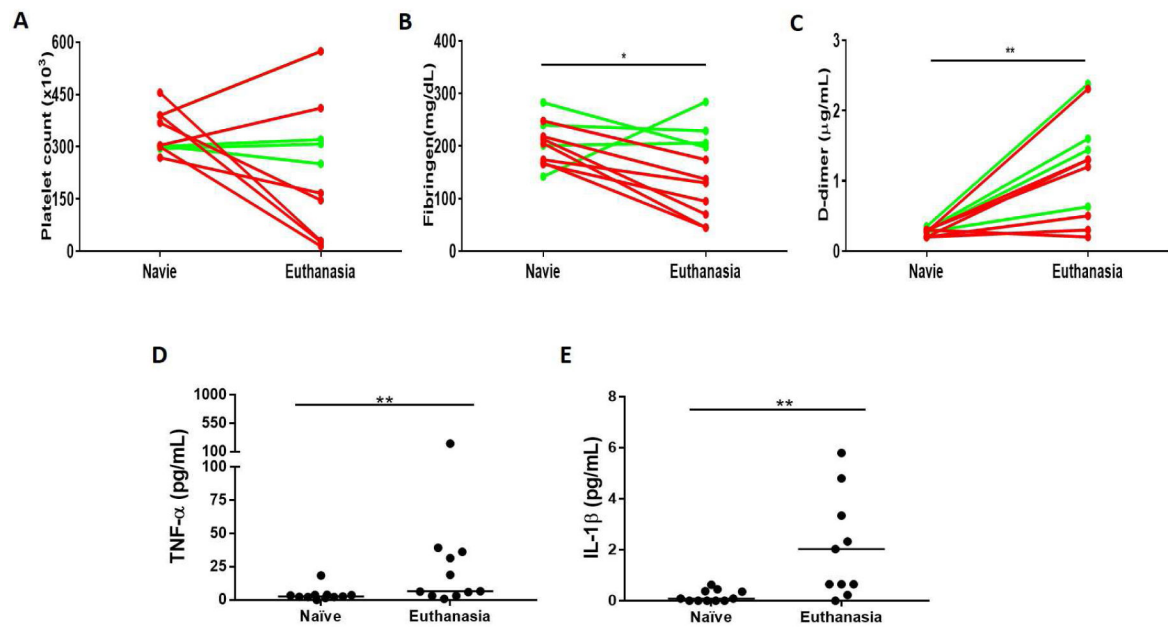 A
Platelet count (x10³)
600
450
300
150
0
Navie
Euthanasia
B
Fibringen(mg/dL)
400
300
200
100
0
*
Navie
Euthanasia
C
D-dimer (µg/mL)
3
2
1
0
**
Navie
Euthanasia
D
TNF-α (pg/mL)
1000
550
100
100
75
50
25
0
**
Naïve
Euthanasia
E
IL-1β (pg/mL)
8
6
4
2
0
**
Naïve
Euthanasia